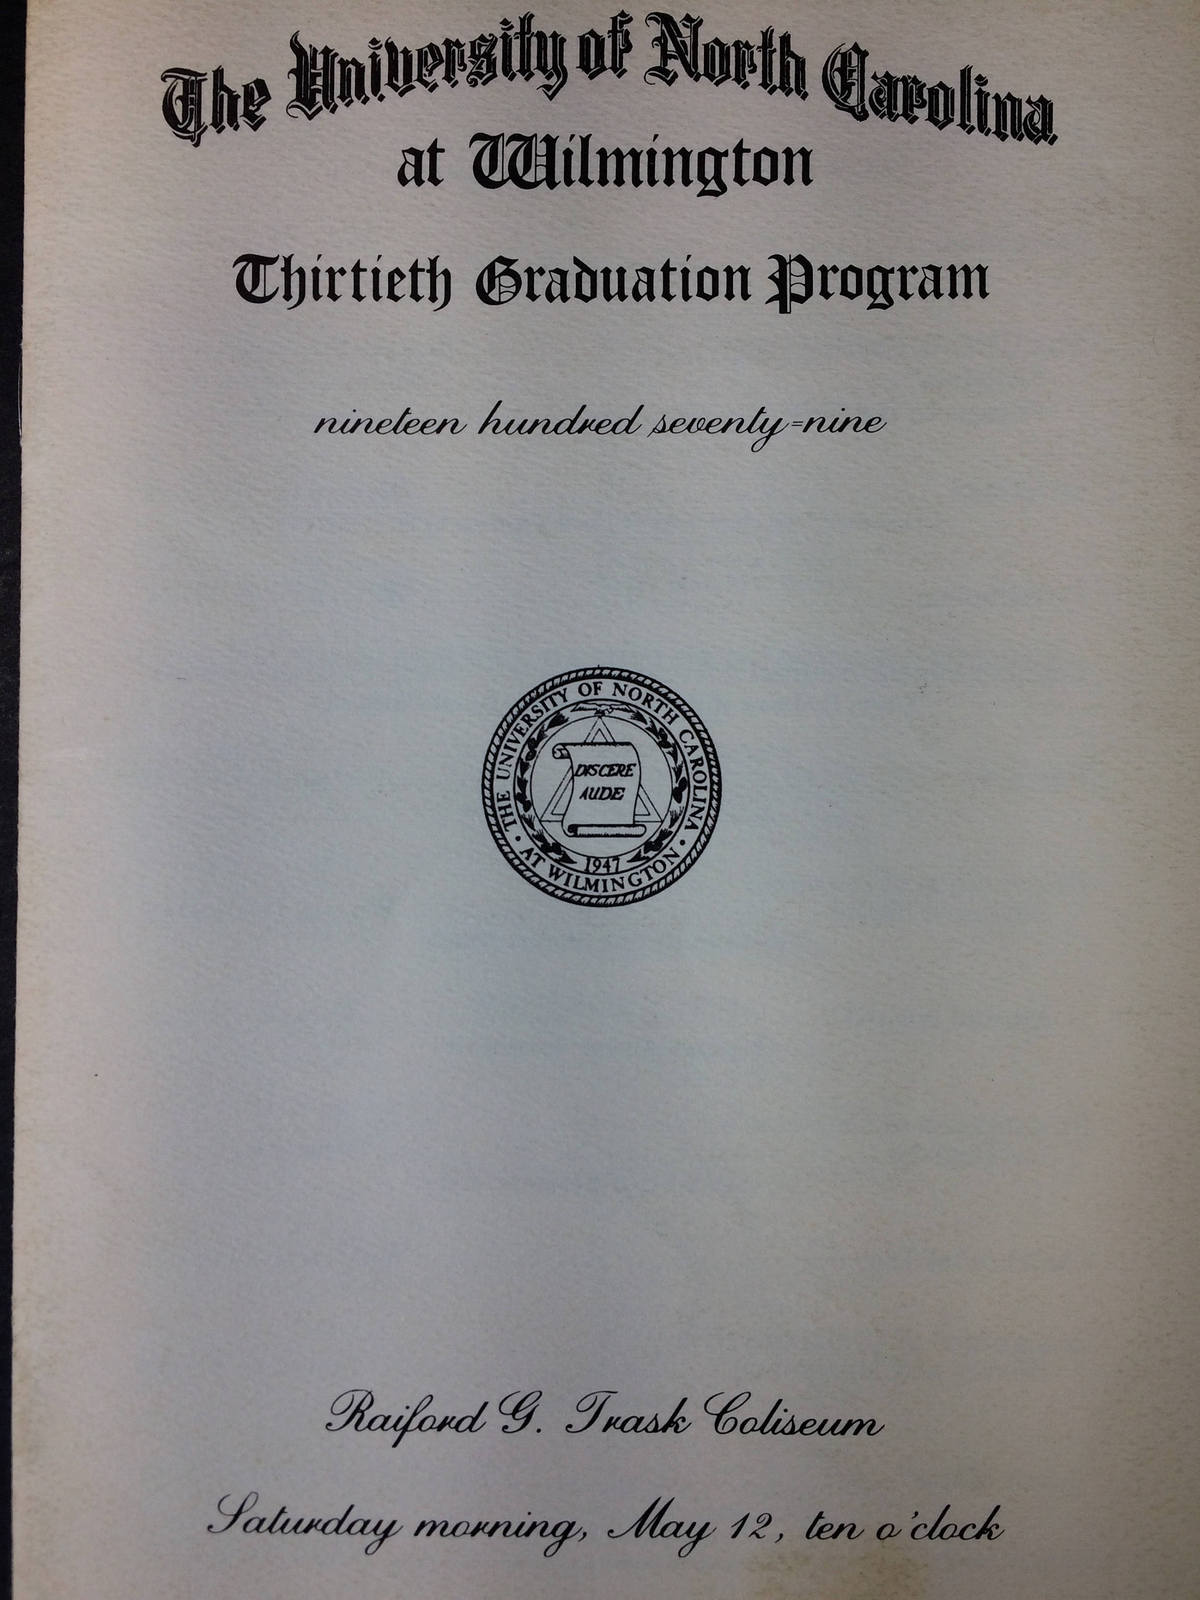 The University of North Carolina
at Wilmington
Thirtieth Graduation Program
nineteen hundred seventy=nine
THE UNIVERSITY OF NORTH CAROLINA
• AT WILMINGTON •
DISCERE
AUDE
1947
Raiford G. Trask Coliseum
Saturday morning, May 12, ten o'clock